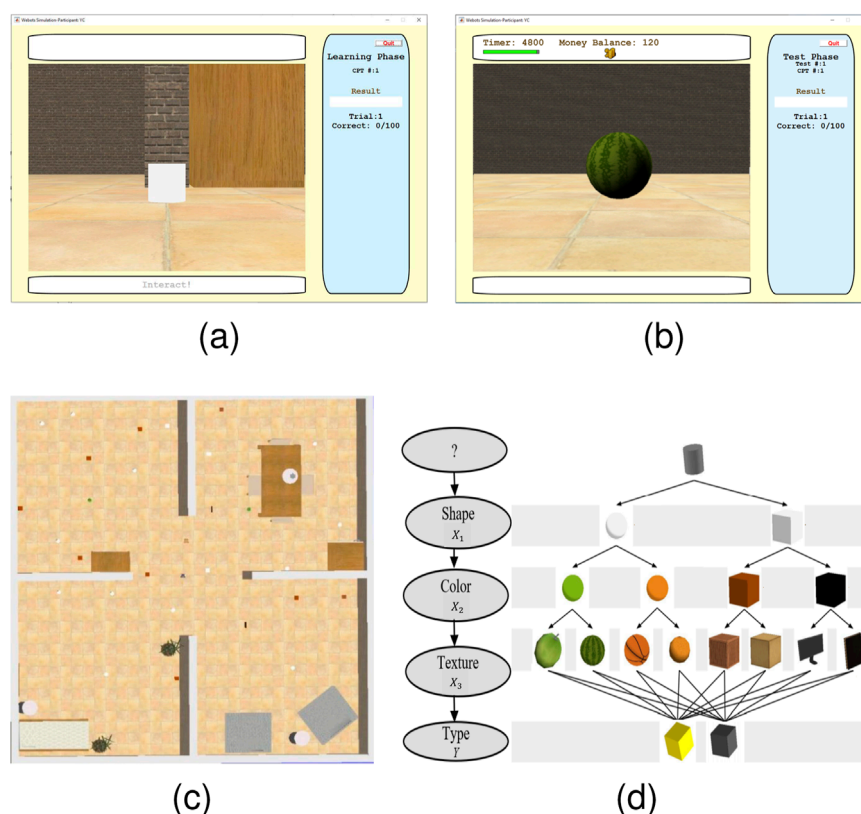 Webots Simulation-Participant YC
Quit
Learning Phase
CPT #:1
Result
Trial:1
Correct: 0/100
Interact!
(a)
Webots Simulation-Participant YC
Timer: 4800 Money Balance: 120
Quit
Test Phase
Test #:1
CPT #:1
Result
Trial:1
Correct: 0/100
(b)
(c)
?
Shape
X₁
Color
X₂
Texture
X₃
Type
Y
(d)